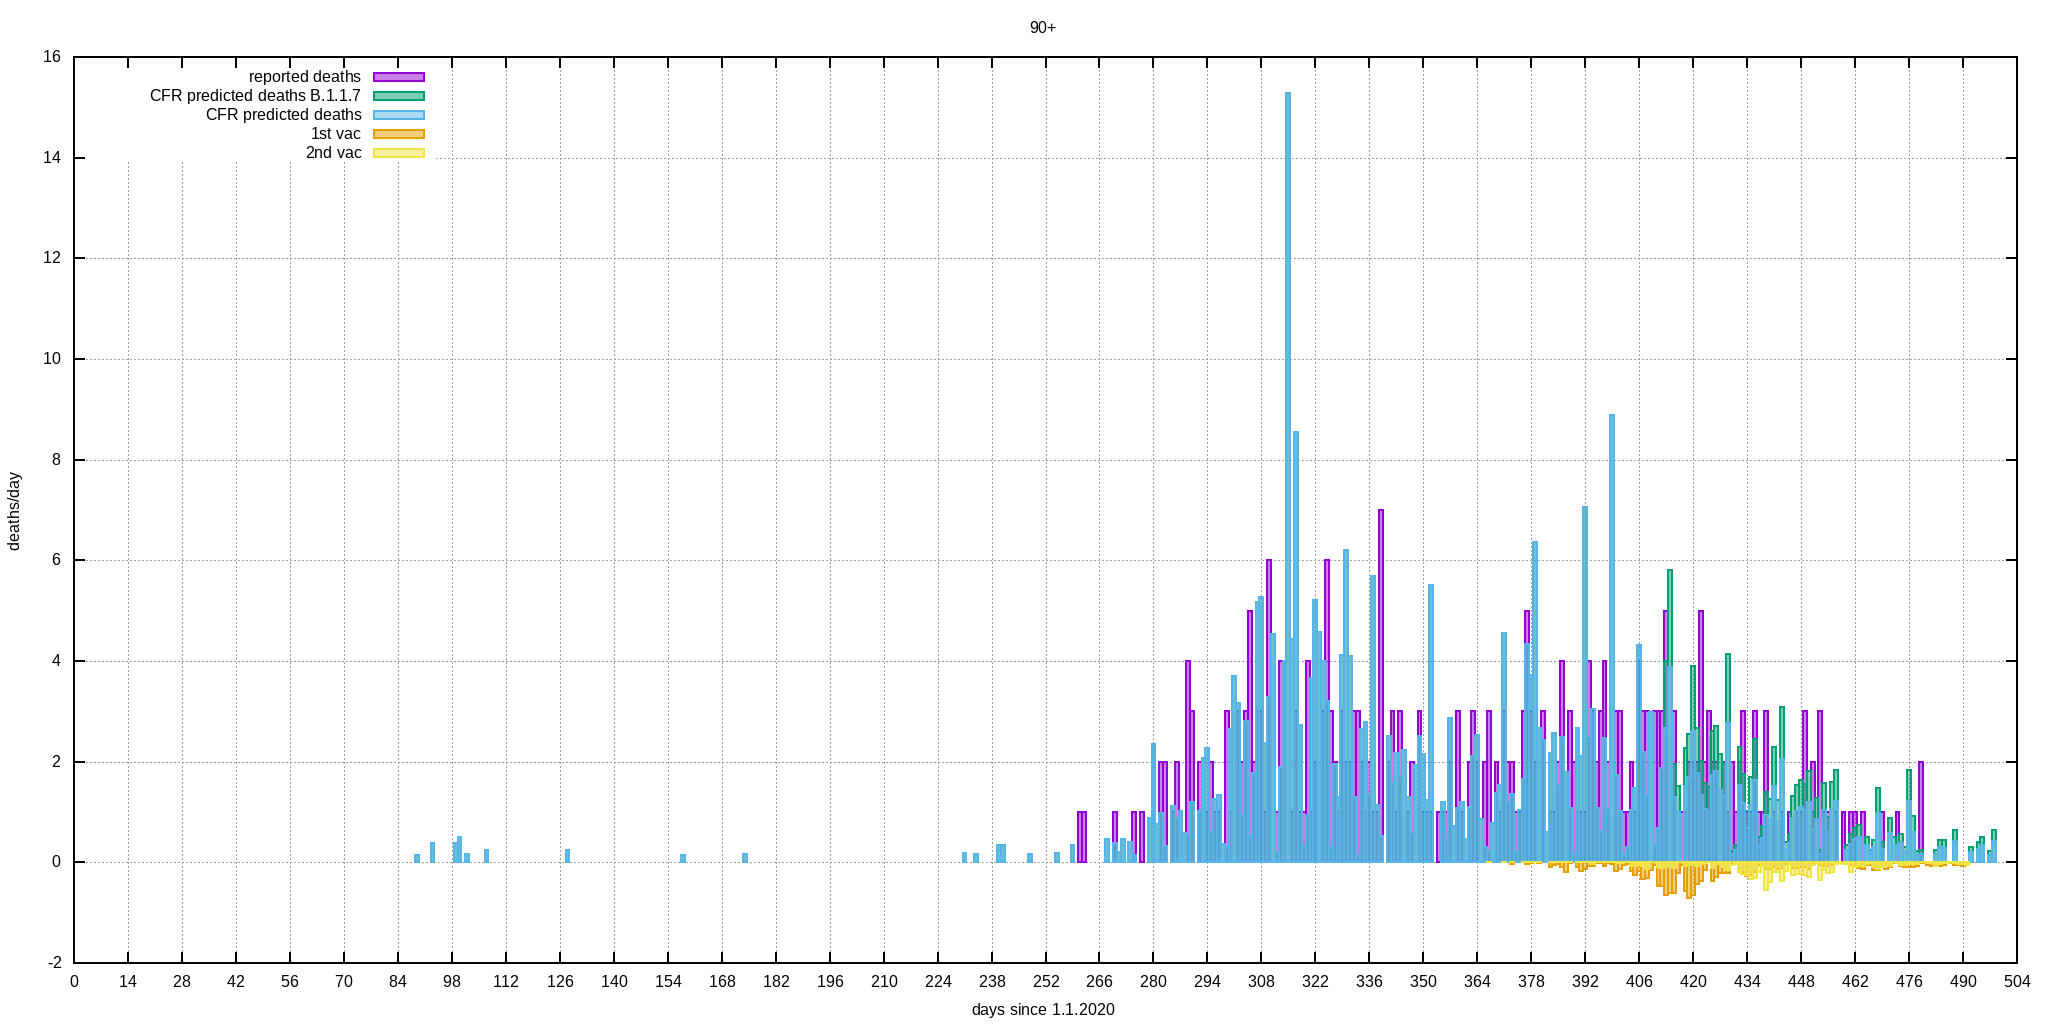 90+
16
14
12
10
8
6
4
2
0
-2
reported deaths
CFR predicted deaths B.1.1.7
CFR predicted deaths
1st vac
2nd vac
deaths/day
0 14 28 42 56 70 84 98 112 126 140 154 168 182 196 210 224 238 252 266 280 294 308 322 336 350 364 378 392 406 420 434 448 462 476 490 504
days since 1.1.2020